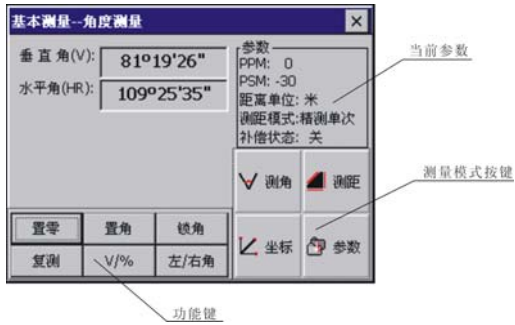 基本测量--角度测量
垂直角(V): 81º19'26"
水平角(HR): 109º25'35"
参数
PPM: 0
PSM: -30
距离单位: 米
测距模式:精测单次
补偿状态: 关
当前参数
测角 测距
测量模式按键
坐标 参数
置零 置角 锁角
复测 V/% 左/右角
功能键